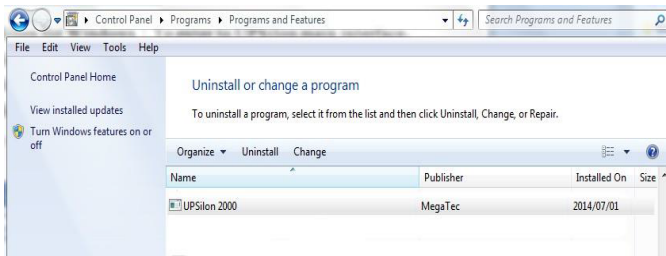 Control Panel ▸ Programs ▸ Programs and Features
Search Programs and Features
File Edit View Tools Help
Control Panel Home
View installed updates
Turn Windows features on or
off
Uninstall or change a program
To uninstall a program, select it from the list and then click Uninstall, Change, or Repair.
Organize Uninstall Change
Name Publisher Installed On Size
UPSilon 2000 MegaTec 2014/07/01